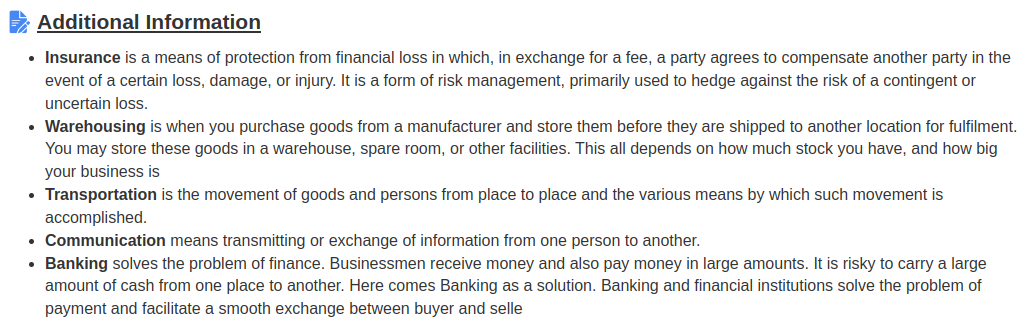 Additional Information
• Insurance is a means of protection from financial loss in which, in exchange for a fee, a party agrees to compensate another party in the
event of a certain loss, damage, or injury. It is a form of risk management, primarily used to hedge against the risk of a contingent or
uncertain loss.
• Warehousing is when you purchase goods from a manufacturer and store them before they are shipped to another location for fulfilment.
You may store these goods in a warehouse, spare room, or other facilities. This all depends on how much stock you have, and how big
your business is
• Transportation is the movement of goods and persons from place to place and the various means by which such movement is
accomplished.
• Communication means transmitting or exchange of information from one person to another.
• Banking solves the problem of finance. Businessmen receive money and also pay money in large amounts. It is risky to carry a large
amount of cash from one place to another. Here comes Banking as a solution. Banking and financial institutions solve the problem of
payment and facilitate a smooth exchange between buyer and selle